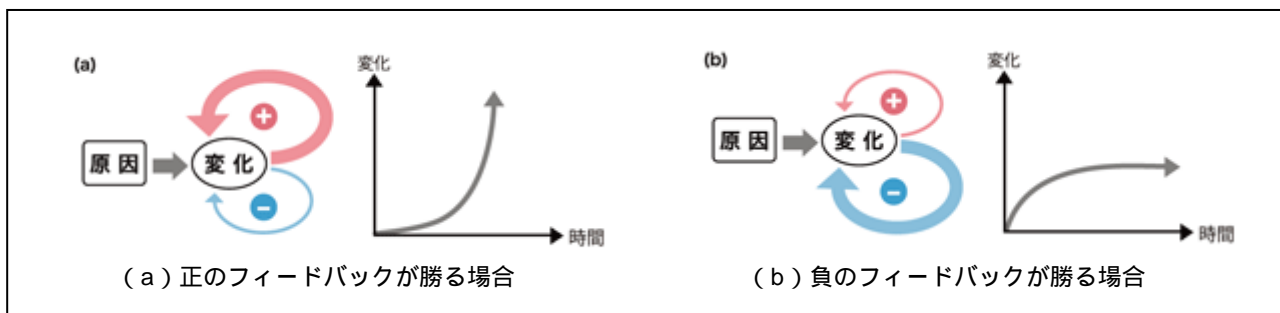 (a)
原因
変化
+
−
変化
時間
(a)正のフィードバックが勝る場合
(b)
原因
変化
+
−
変化
時間
(b)負のフィードバックが勝る場合